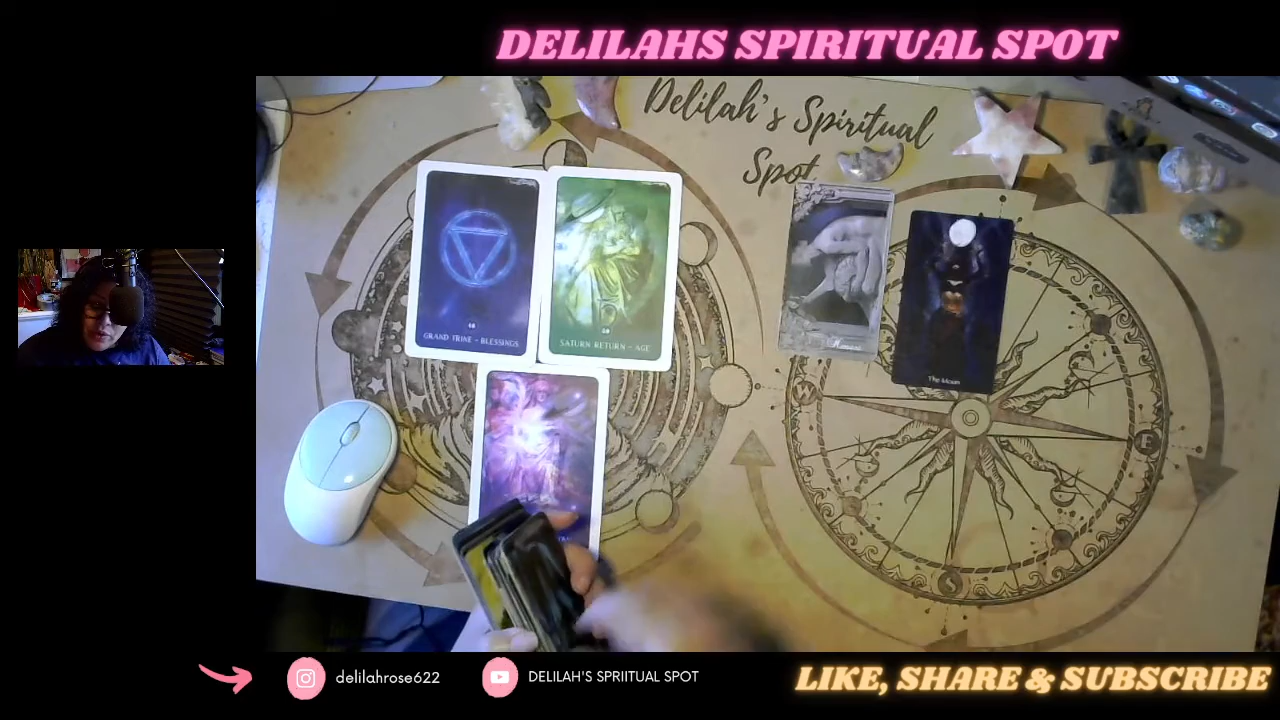 DELILAHS SPIRITUAL SPOT
Delilah's Spiritual
Spot
48
GRAND TRINE - BLESSINGS
SATURN RETURN - AGE
The Moon
W
E
S
delilahrose622
DELILAH'S SPRIITUAL SPOT
LIKE, SHARE & SUBSCRIBE